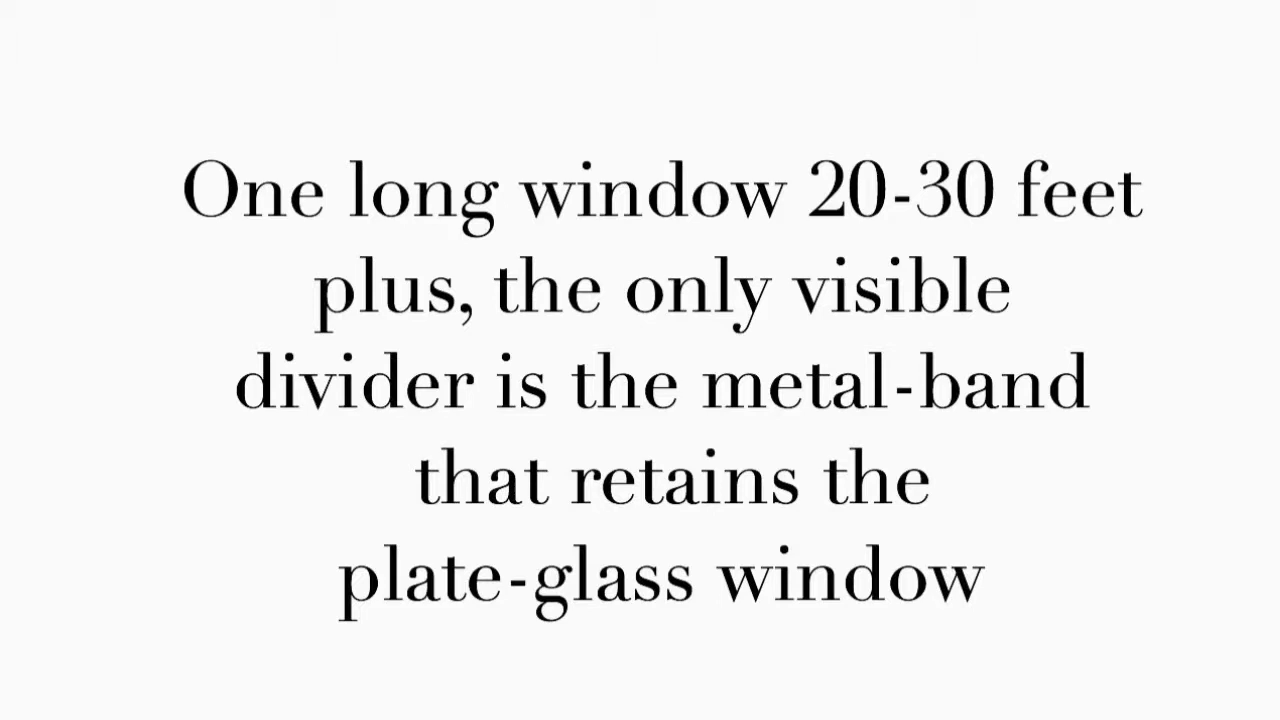 One long window 20-30 feet
plus, the only visible
divider is the metal-band
that retains the
plate-glass window